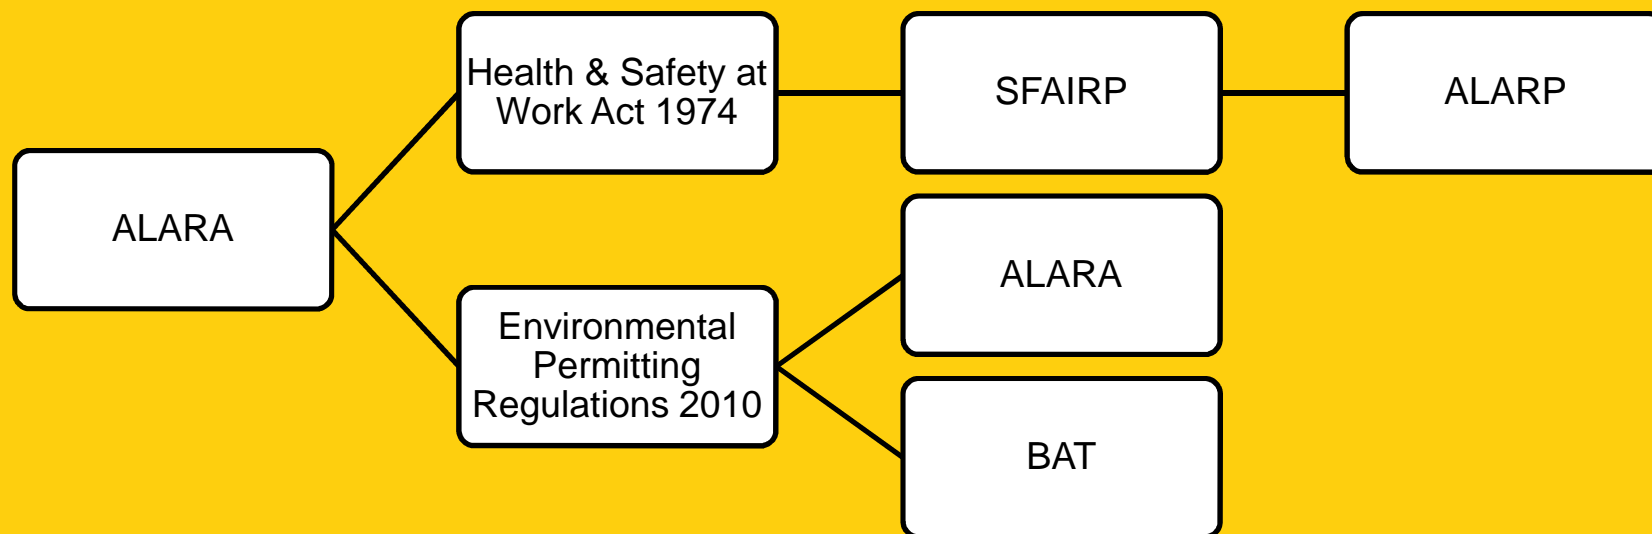 ALARA
Health & Safety at
Work Act 1974
SFAIRP
ALARP
Environmental
Permitting
Regulations 2010
ALARA
BAT